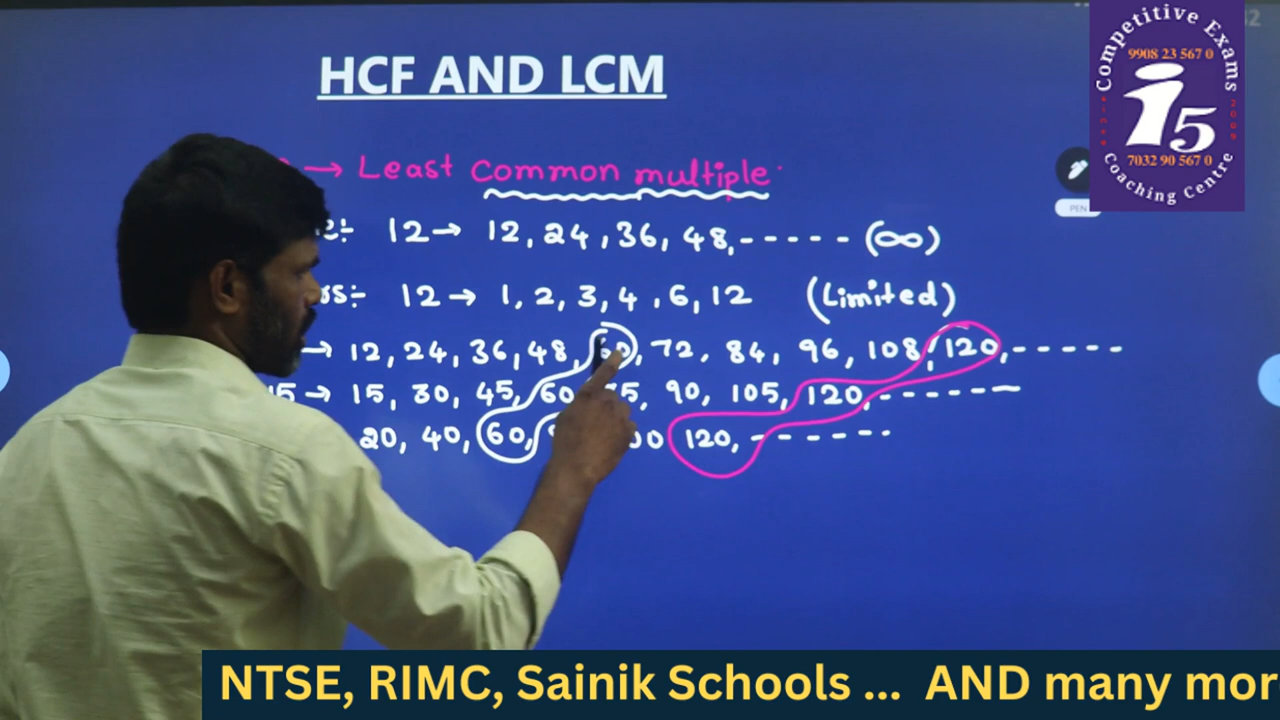 HCF AND LCM
→ Least Common multiple
12→ 12, 24, 36, 48, - - - - - (∞)
12→ 1, 2, 3, 4, 6, 12 (Limited)
→ 12, 24, 36, 48, 60, 72, 84, 96, 108, 120, - - - - -
15→ 15, 30, 45, 60 75, 90, 105, 120, - - - - - -
20, 40, 60, 120, - - - - - -
Competitive Exams
9908 23 567 0
i5
Since 2009
7032 90 567 0
Coaching Centre
PEN
NTSE, RIMC, Sainik Schools ... AND many mor